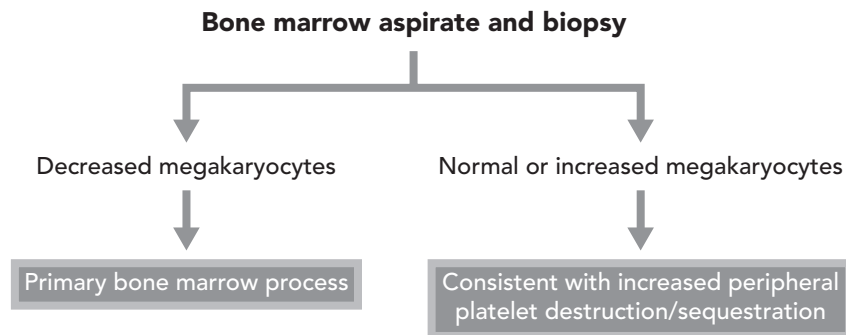 Bone marrow aspirate and biopsy
Decreased megakaryocytes
Normal or increased megakaryocytes
Primary bone marrow process
Consistent with increased peripheral
platelet destruction/sequestration